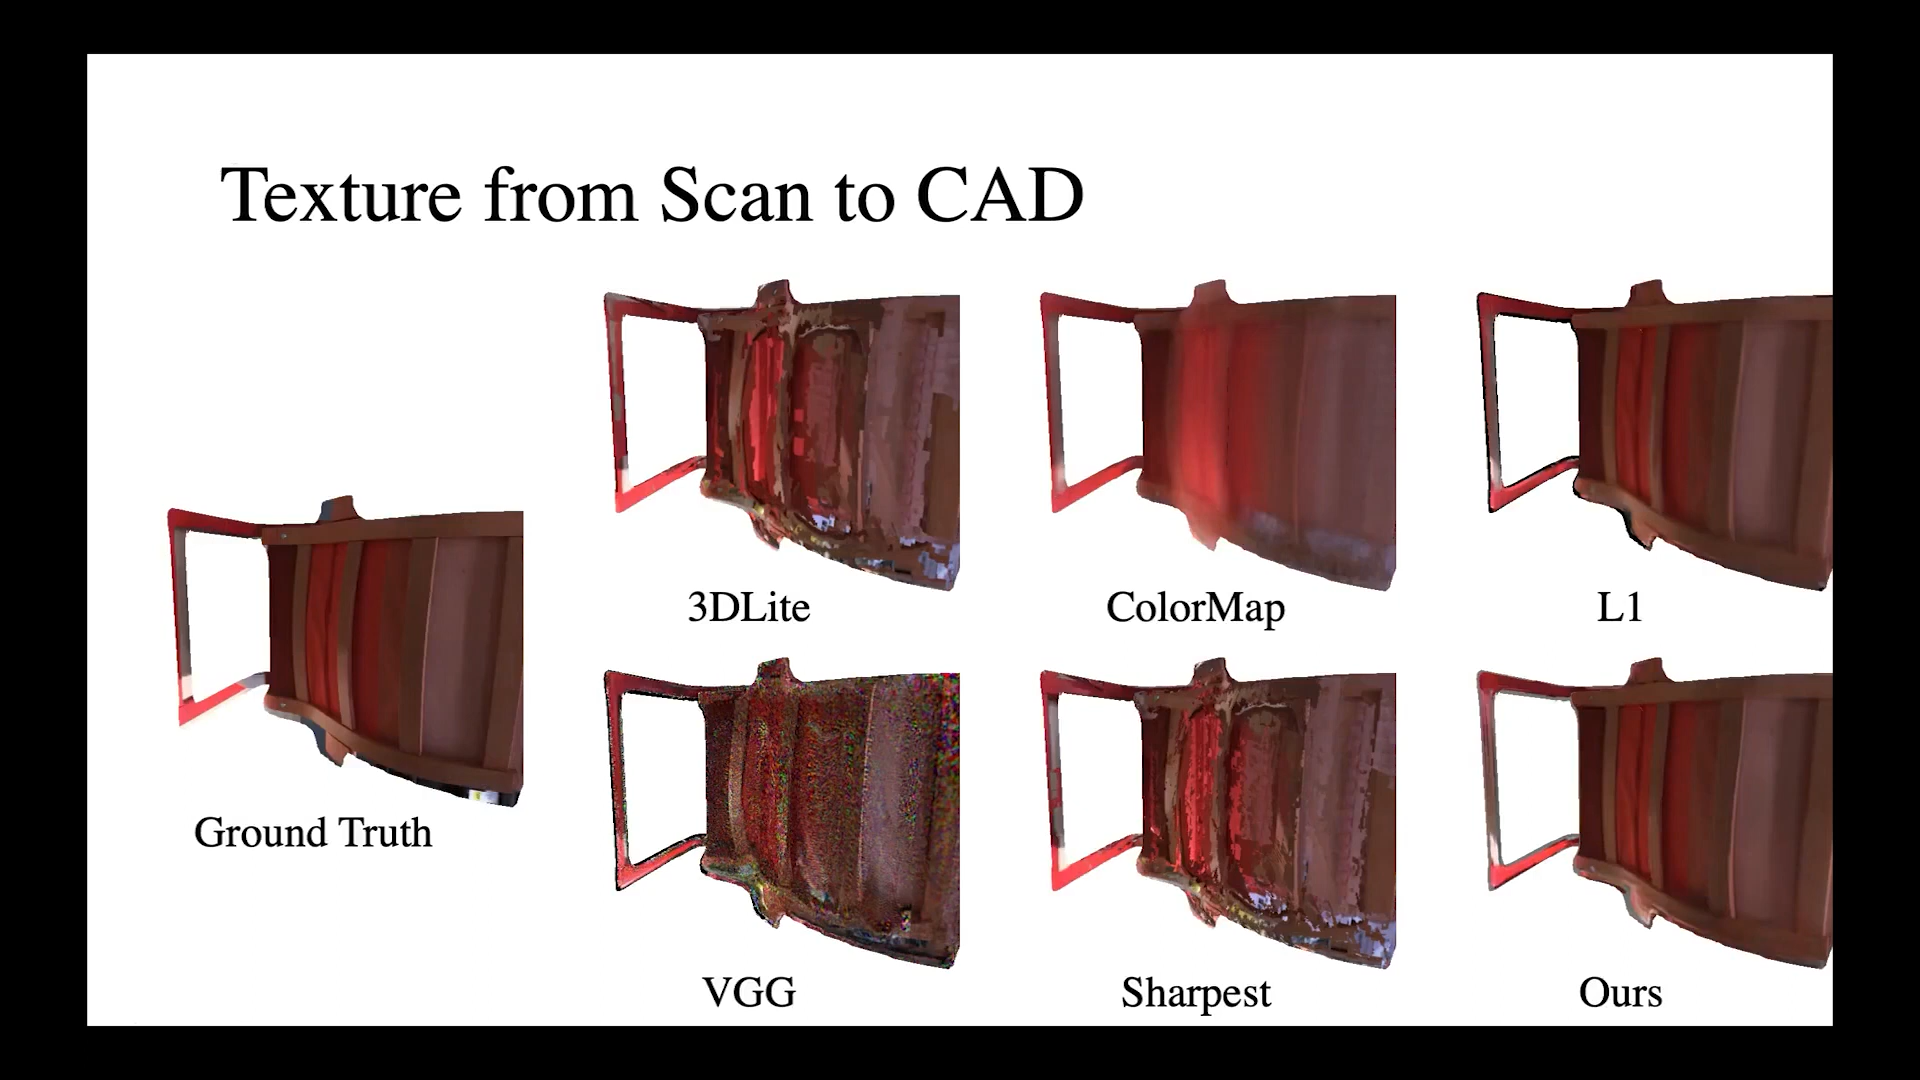 Texture from Scan to CAD
3DLite
ColorMap
L1
Ground Truth
VGG
Sharpest
Ours